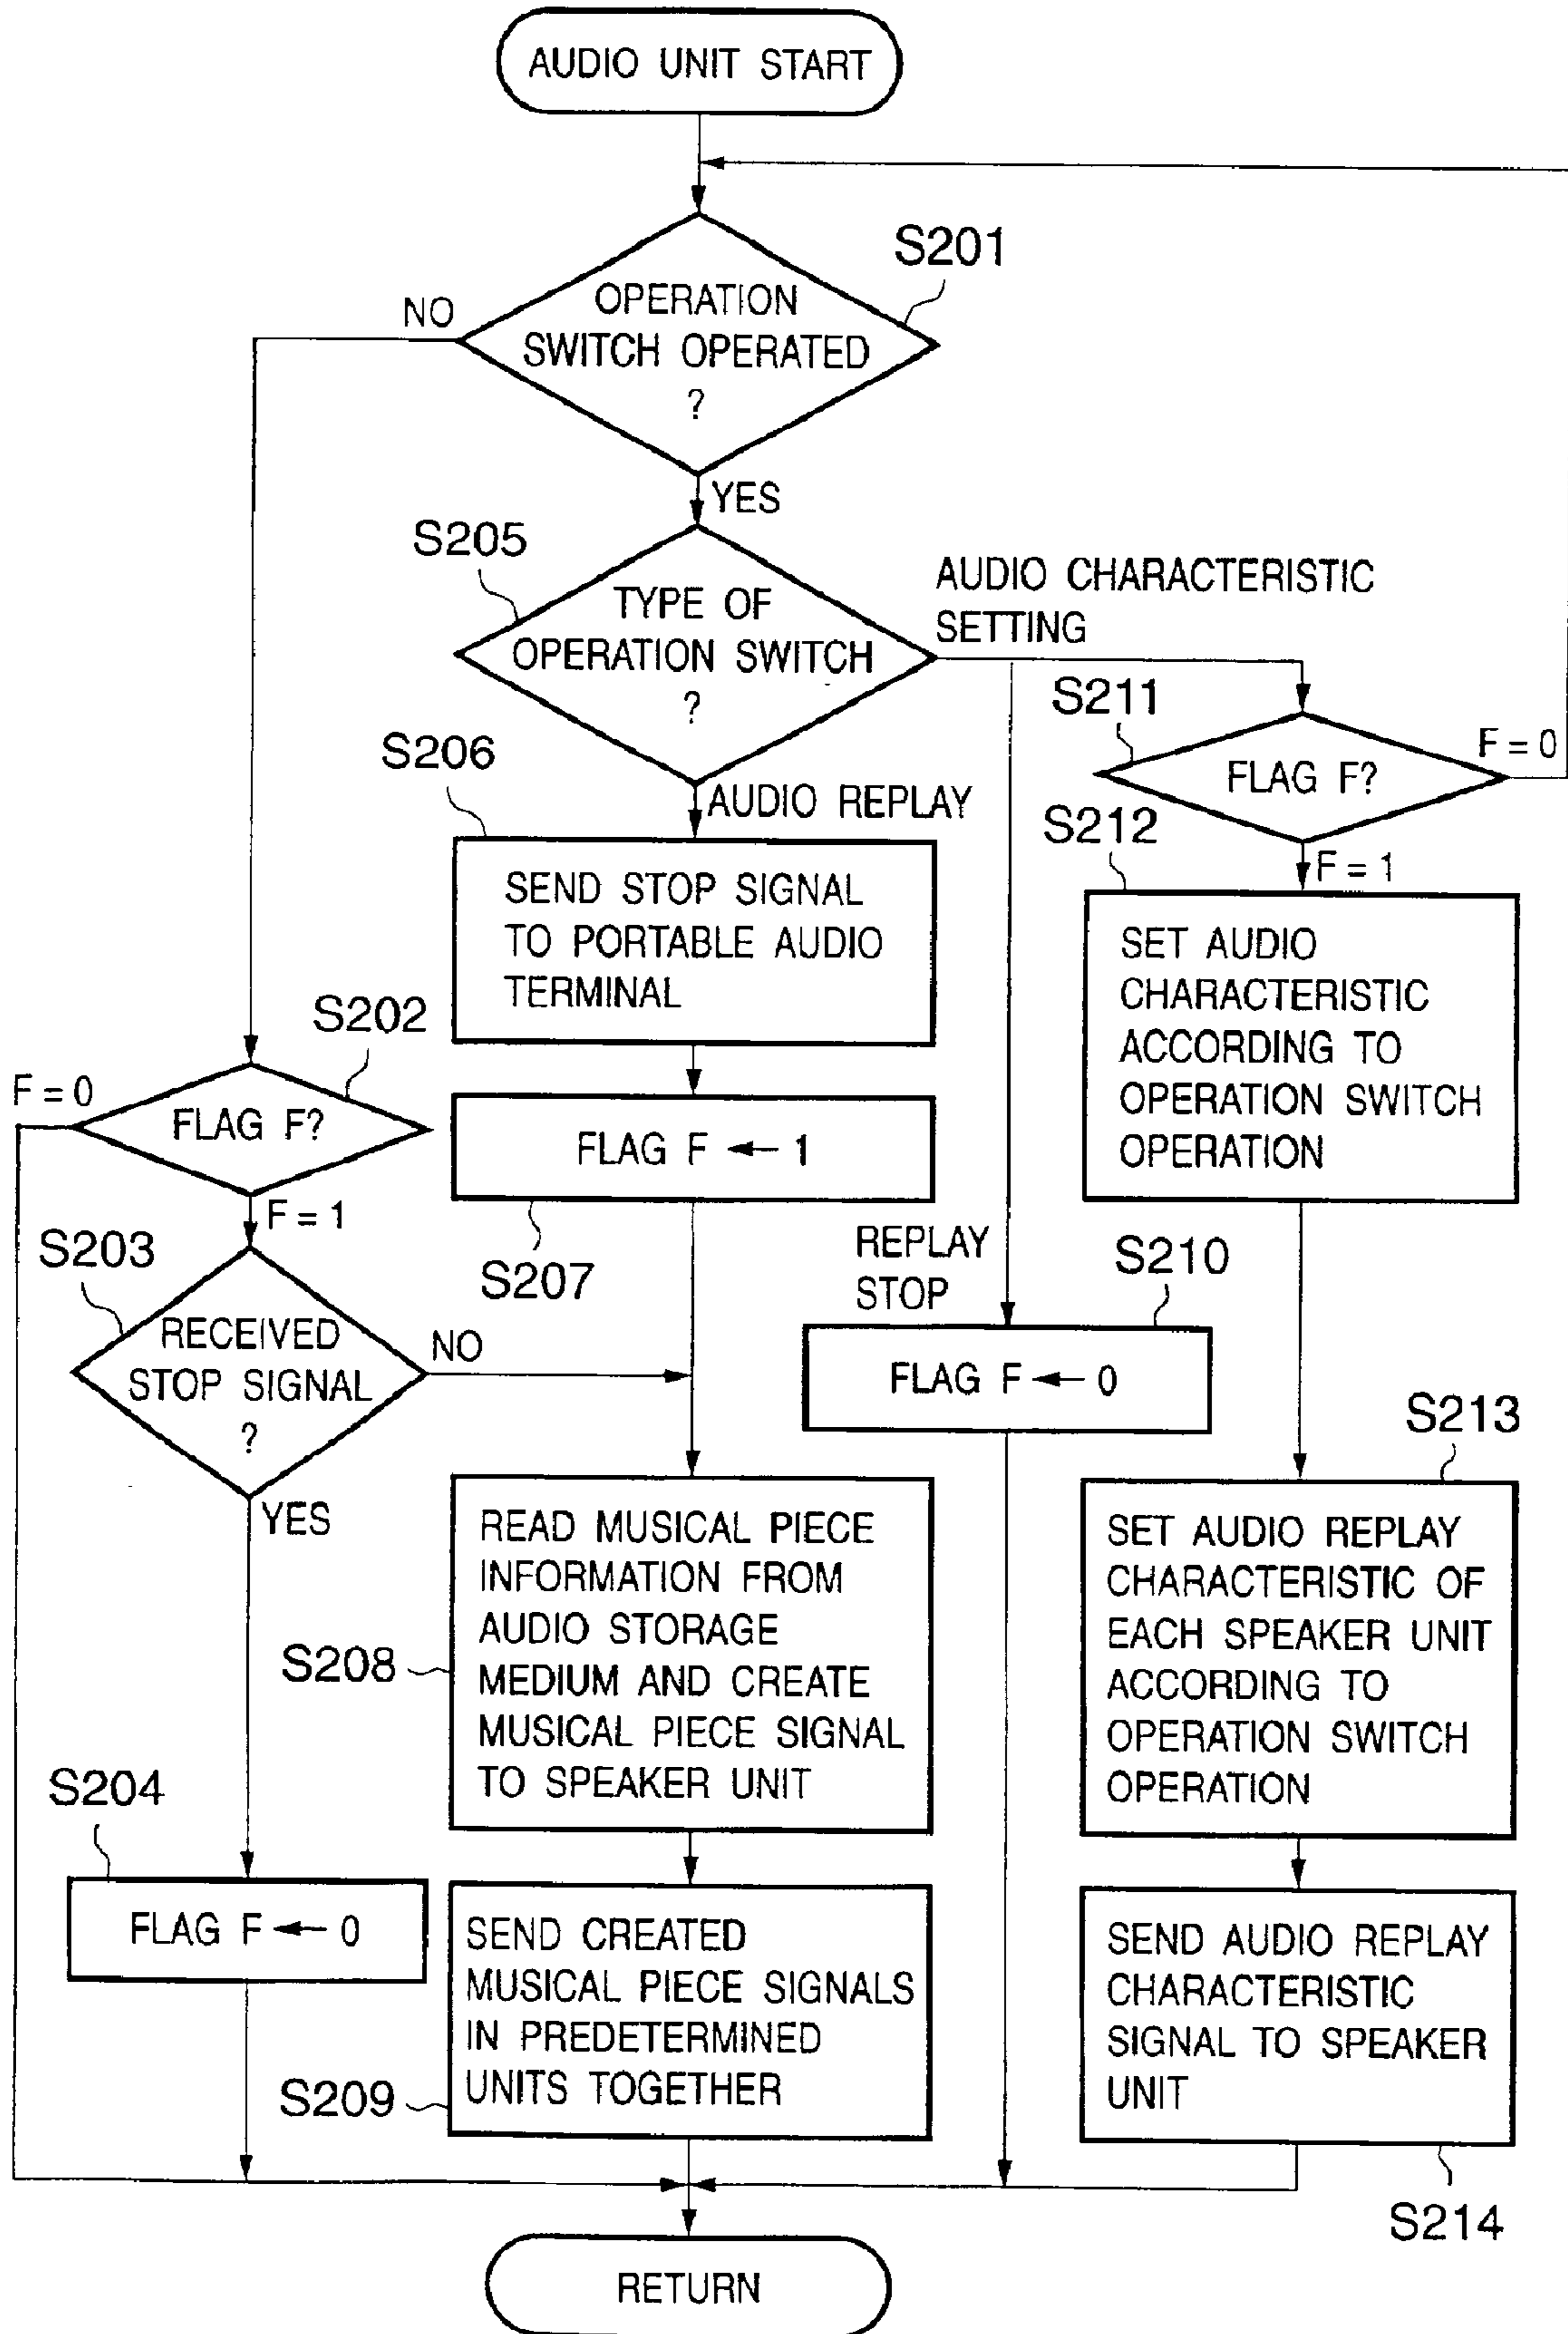 AUDIO UNIT START
S201
NO
OPERATION
SWITCH OPERATED
?
YES
S205
TYPE OF
OPERATION SWITCH
?
AUDIO CHARACTERISTIC
SETTING
S211
F = 0
FLAG F?
S206
AUDIO REPLAY
S212
F = 1
SEND STOP SIGNAL
TO PORTABLE AUDIO
TERMINAL
SET AUDIO
CHARACTERISTIC
ACCORDING TO
OPERATION SWITCH
OPERATION
S202
F = 0
FLAG F?
FLAG F ← 1
F = 1
S203
S207
REPLAY
STOP
S210
RECEIVED
STOP SIGNAL
?
NO
FLAG F ← 0
S213
YES
READ MUSICAL PIECE
INFORMATION FROM
AUDIO STORAGE
MEDIUM AND CREATE
MUSICAL PIECE SIGNAL
TO SPEAKER UNIT
S208
SET AUDIO REPLAY
CHARACTERISTIC OF
EACH SPEAKER UNIT
ACCORDING TO
OPERATION SWITCH
OPERATION
S204
FLAG F ← 0
SEND CREATED
MUSICAL PIECE SIGNALS
IN PREDETERMINED
UNITS TOGETHER
S209
SEND AUDIO REPLAY
CHARACTERISTIC
SIGNAL TO SPEAKER
UNIT
S214
RETURN